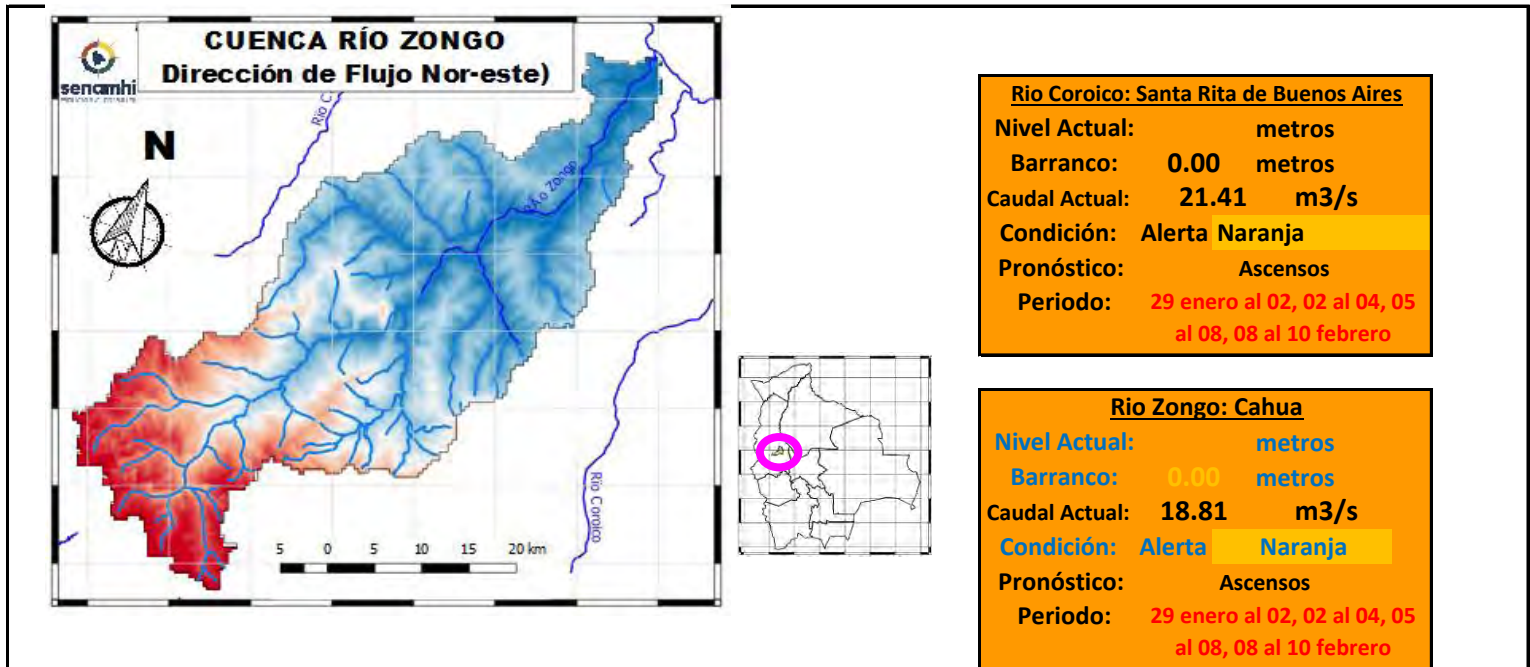 CUENCA RÍO ZONGO
Dirección de Flujo Nor-este)
senamhi
N
Río C
RÃ­o Zongo
Río Coroico
5 0 5 10 15 20 km
Rio Coroico: Santa Rita de Buenos Aires
Nivel Actual: metros
Barranco: 0.00 metros
Caudal Actual: 21.41 m3/s
Condición: Alerta Naranja
Pronóstico: Ascensos
Periodo: 29 enero al 02, 02 al 04, 05
al 08, 08 al 10 febrero
Rio Zongo: Cahua
Nivel Actual: metros
Barranco: 0.00 metros
Caudal Actual: 18.81 m3/s
Condición: Alerta Naranja
Pronóstico: Ascensos
Periodo: 29 enero al 02, 02 al 04, 05
al 08, 08 al 10 febrero